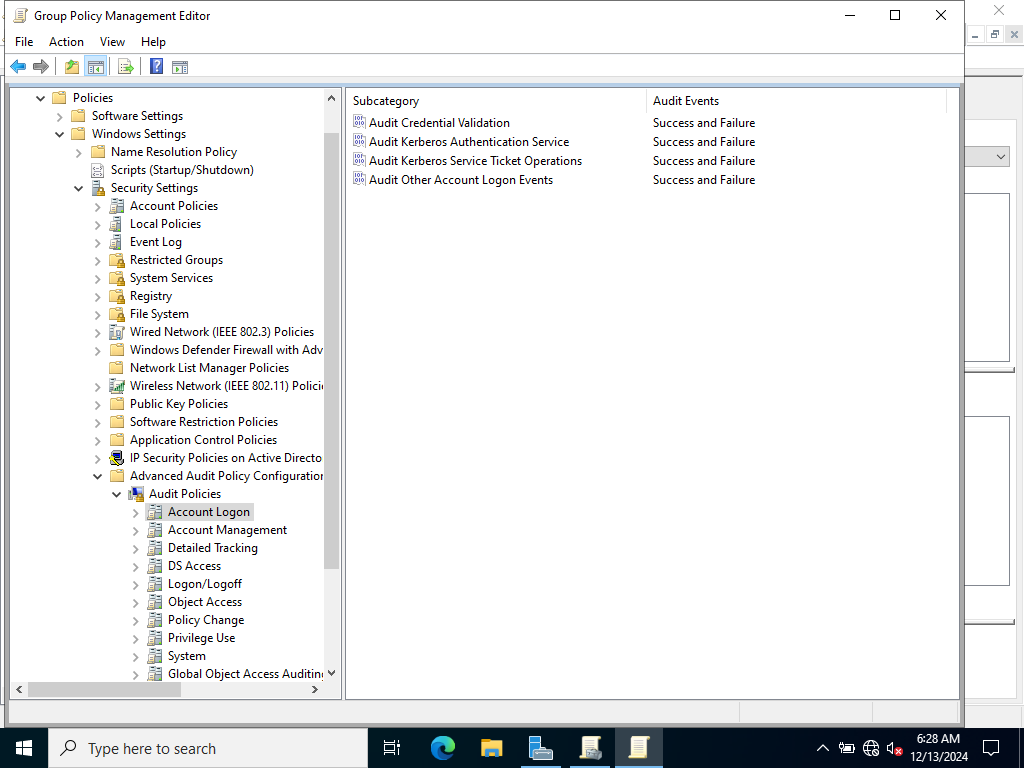 Group Policy Management Editor
File Action View Help
Policies
Software Settings
Windows Settings
Name Resolution Policy
Scripts (Startup/Shutdown)
Security Settings
Account Policies
Local Policies
Event Log
Restricted Groups
System Services
Registry
File System
Wired Network (IEEE 802.3) Policies
Windows Defender Firewall with Adv
Network List Manager Policies
Wireless Network (IEEE 802.11) Policie
Public Key Policies
Software Restriction Policies
Application Control Policies
IP Security Policies on Active Directo
Advanced Audit Policy Configuration
Audit Policies
Account Logon
Account Management
Detailed Tracking
DS Access
Logon/Logoff
Object Access
Policy Change
Privilege Use
System
Global Object Access Auditing
Subcategory Audit Events
Audit Credential Validation Success and Failure
Audit Kerberos Authentication Service Success and Failure
Audit Kerberos Service Ticket Operations Success and Failure
Audit Other Account Logon Events Success and Failure
Type here to search
6:28 AM
12/13/2024